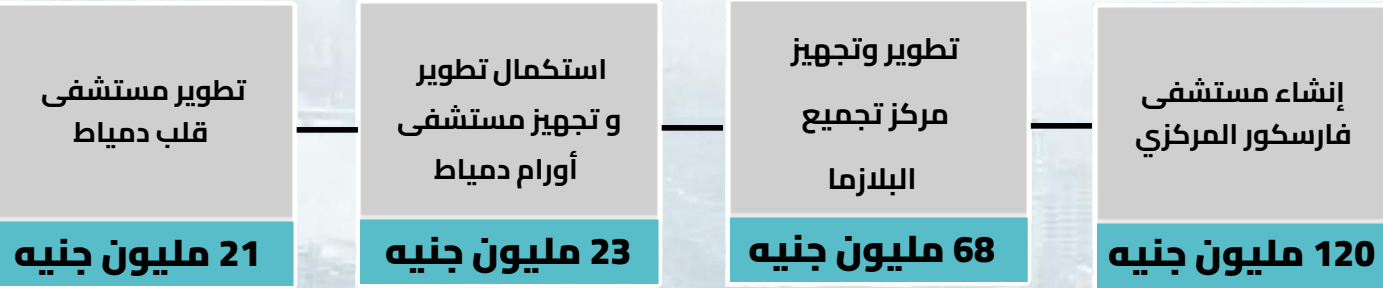 إنشاء مستشفى
فارسكور المركزي
120 مليون جنيه
تطوير وتجهيز
مركز تجميع
البلازما
68 مليون جنيه
استكمال تطوير
و تجهيز مستشفى
أورام دمياط
23 مليون جنيه
تطوير مستشفى
قلب دمياط
21 مليون جنيه